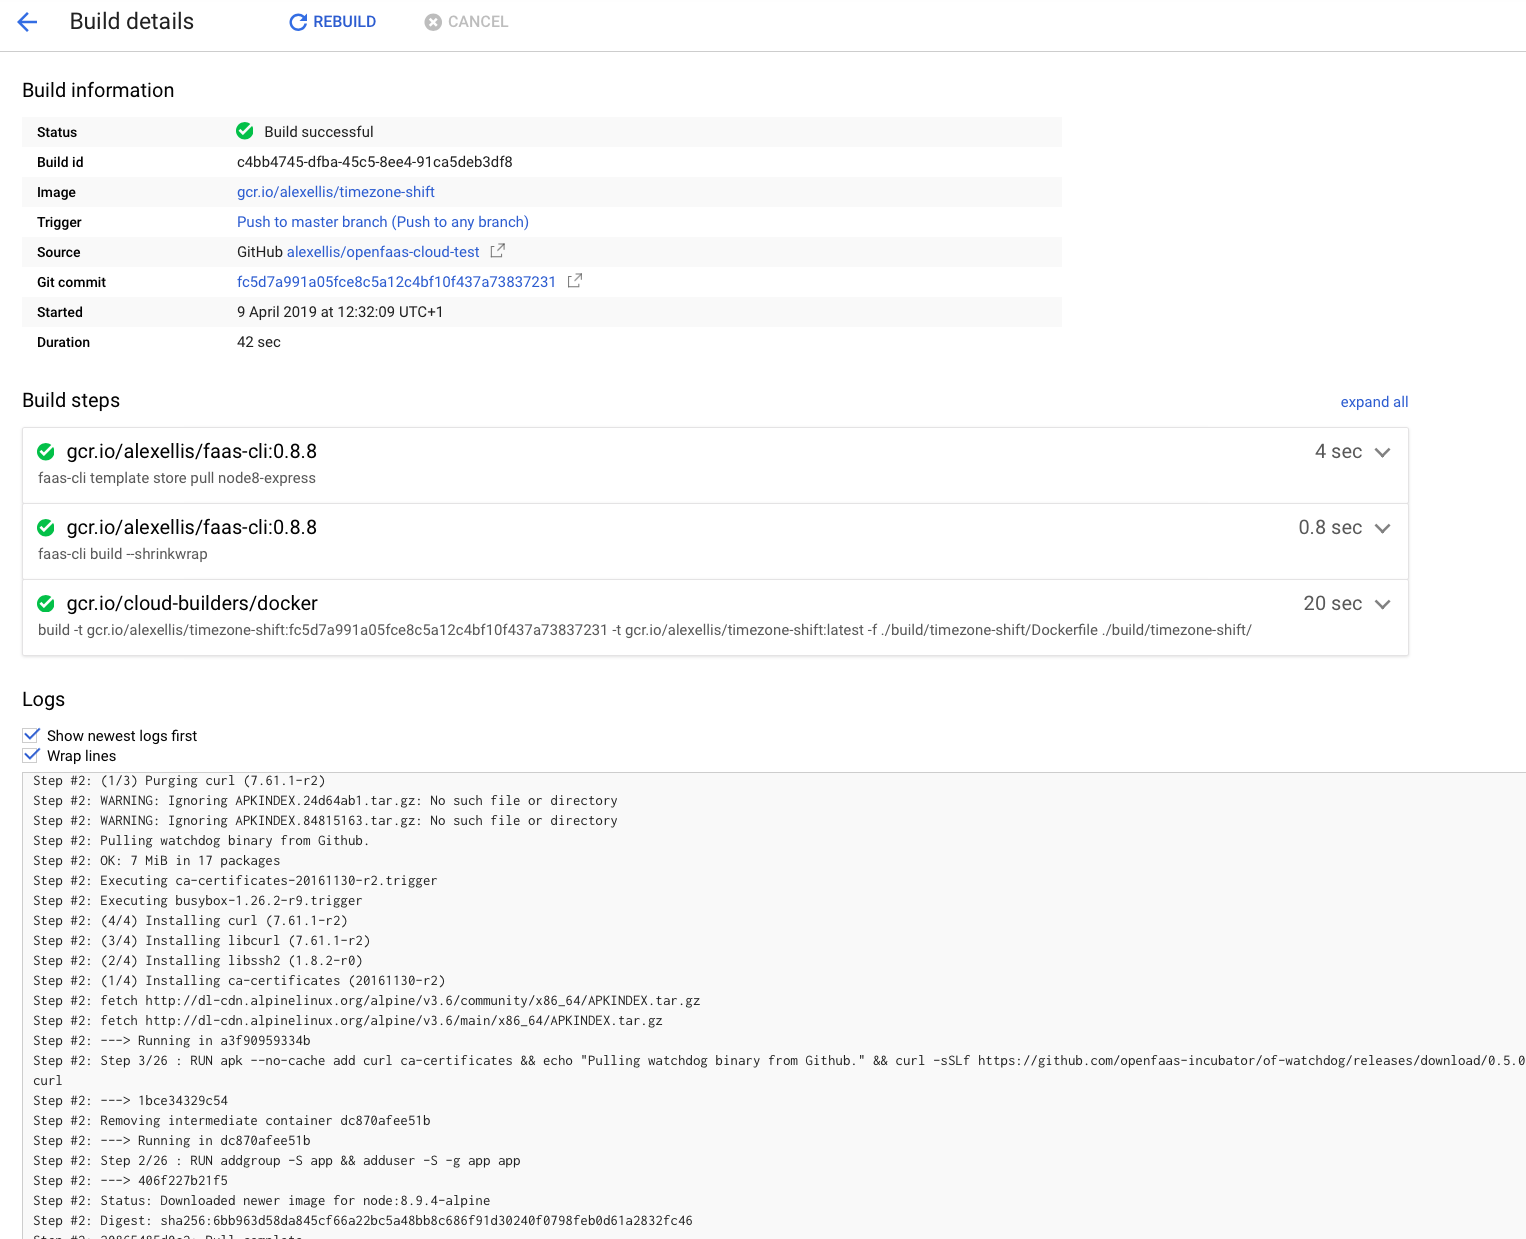 Build details
REBUILD
CANCEL
Build information
Status Build successful
Build id c4bb4745-dfba-45c5-8ee4-91ca5deb3df8
Image gcr.io/alexellis/timezone-shift
Trigger Push to master branch (Push to any branch)
Source GitHub alexellis/openfaas-cloud-test
Git commit fc5d7a991a05fce8c5a12c4bf10f437a73837231
Started 9 April 2019 at 12:32:09 UTC+1
Duration 42 sec
Build steps
expand all
gcr.io/alexellis/faas-cli:0.8.8 4 sec
faas-cli template store pull node8-express
gcr.io/alexellis/faas-cli:0.8.8 0.8 sec
faas-cli build --shrinkwrap
gcr.io/cloud-builders/docker 20 sec
build -t gcr.io/alexellis/timezone-shift:fc5d7a991a05fce8c5a12c4bf10f437a73837231 -t gcr.io/alexellis/timezone-shift:latest -f ./build/timezone-shift/Dockerfile ./build/timezone-shift/
Logs
Show newest logs first
Wrap lines
Step #2: (1/3) Purging curl (7.61.1-r2)
Step #2: WARNING: Ignoring APKINDEX.24d64ab1.tar.gz: No such file or directory
Step #2: WARNING: Ignoring APKINDEX.84815163.tar.gz: No such file or directory
Step #2: Pulling watchdog binary from Github.
Step #2: OK: 7 MiB in 17 packages
Step #2: Executing ca-certificates-20161130-r2.trigger
Step #2: Executing busybox-1.26.2-r9.trigger
Step #2: (4/4) Installing curl (7.61.1-r2)
Step #2: (3/4) Installing libcurl (7.61.1-r2)
Step #2: (2/4) Installing libssh2 (1.8.2-r0)
Step #2: (1/4) Installing ca-certificates (20161130-r2)
Step #2: fetch http://dl-cdn.alpinelinux.org/alpine/v3.6/community/x86_64/APKINDEX.tar.gz
Step #2: fetch http://dl-cdn.alpinelinux.org/alpine/v3.6/main/x86_64/APKINDEX.tar.gz
Step #2: ---> Running in a3f90959334b
Step #2: Step 3/26 : RUN apk --no-cache add curl ca-certificates && echo "Pulling watchdog binary from Github." && curl -sSLf https://github.com/openfaas-incubator/of-watchdog/releases/download/0.5.0
curl
Step #2: ---> 1bce34329c54
Step #2: Removing intermediate container dc870afee51b
Step #2: ---> Running in dc870afee51b
Step #2: Step 2/26 : RUN addgroup -S app && adduser -S -g app app
Step #2: ---> 406f227b21f5
Step #2: Status: Downloaded newer image for node:8.9.4-alpine
Step #2: Digest: sha256:6bb963d58da845cf66a22bc5a48bb8c686f91d30240f0798feb0d61a2832fc46